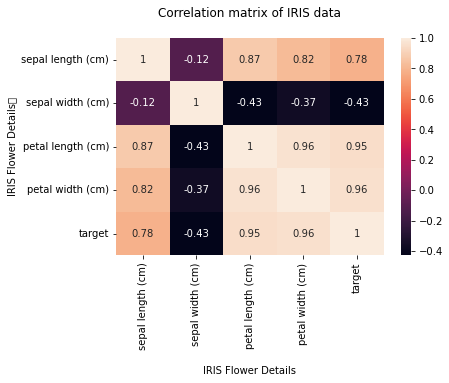 Correlation matrix of IRIS data
IRIS Flower Details
sepal length (cm) 1 -0.12 0.87 0.82 0.78
sepal width (cm) -0.12 1 -0.43 -0.37 -0.43
petal length (cm) 0.87 -0.43 1 0.96 0.95
petal width (cm) 0.82 -0.37 0.96 1 0.96
target 0.78 -0.43 0.95 0.96 1
sepal length (cm)
sepal width (cm)
petal length (cm)
petal width (cm)
target
IRIS Flower Details
1.0
0.8
0.6
0.4
0.2
0.0
−0.2
−0.4